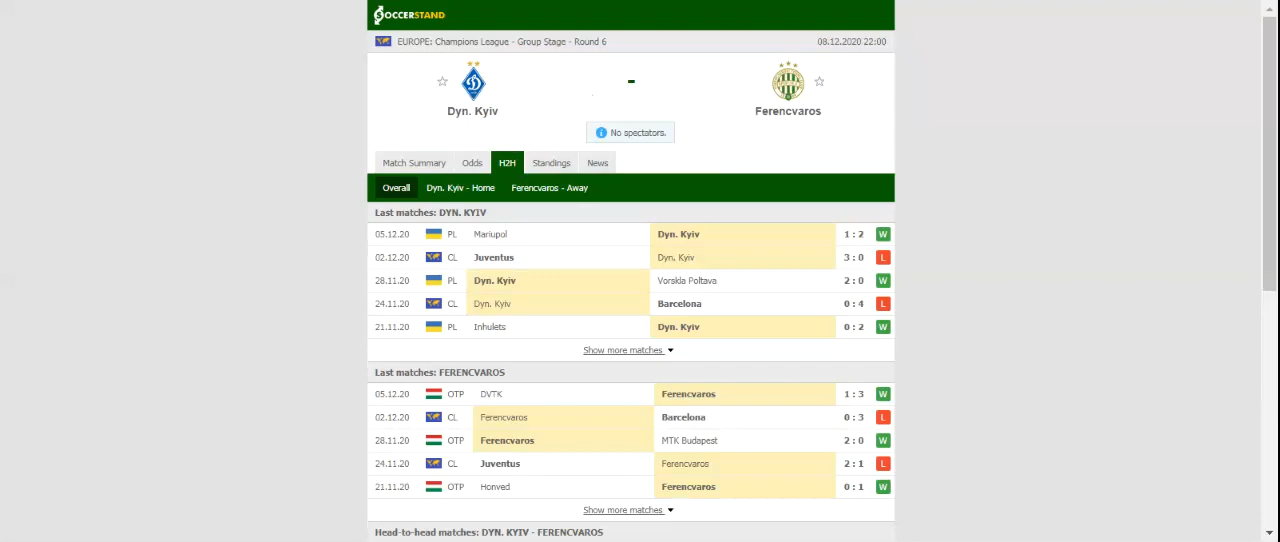 SOCCERSTAND
EUROPE: Champions League - Group Stage - Round 6 08.12.2020 22:00
-
Dyn. Kyiv Ferencvaros
No spectators.
Match Summary Odds H2H Standings News
Overall Dyn. Kyiv - Home Ferencvaros - Away
Last matches: DYN. KYIV
05.12.20 PL Mariupol Dyn. Kyiv 1 : 2 W
02.12.20 CL Juventus Dyn. Kyiv 3 : 0 L
28.11.20 PL Dyn. Kyiv Vorskla Poltava 2 : 0 W
24.11.20 CL Dyn. Kyiv Barcelona 0 : 4 L
21.11.20 PL Inhulets Dyn. Kyiv 0 : 2 W
Show more matches
Last matches: FERENCVAROS
05.12.20 OTP DVTK Ferencvaros 1 : 3 W
02.12.20 CL Ferencvaros Barcelona 0 : 3 L
28.11.20 OTP Ferencvaros MTK Budapest 2 : 0 W
24.11.20 CL Juventus Ferencvaros 2 : 1 L
21.11.20 OTP Honved Ferencvaros 0 : 1 W
Show more matches
Head-to-head matches: DYN. KYIV - FERENCVAROS